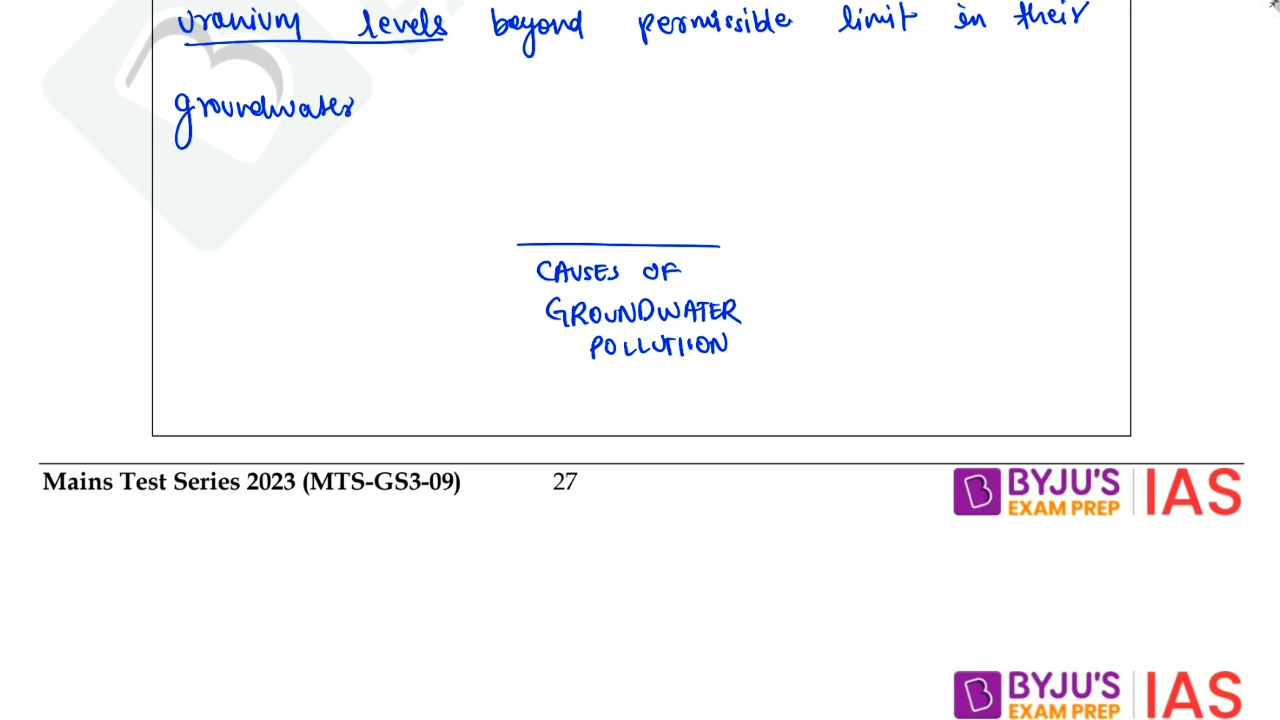 uranium levels beyond permissible limit in their
groundwater
CAUSES OF
GROUNDWATER
POLLUTION
Mains Test Series 2023 (MTS-GS3-09) 27
BYJU'S IAS
EXAM PREP
BYJU'S IAS
EXAM PREP